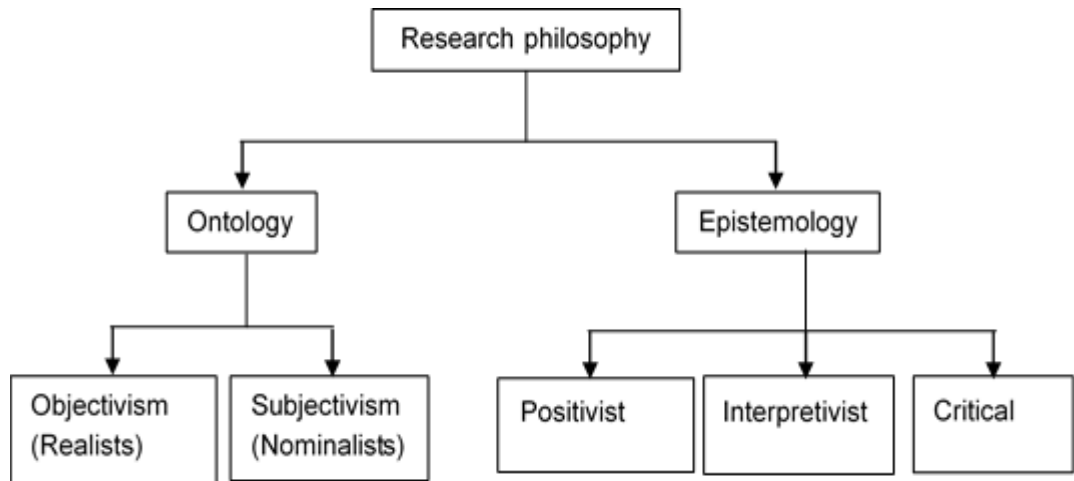 Research philosophy
Ontology
Epistemology
Objectivism
(Realists)
Subjectivism
(Nominalists)
Positivist
Interpretivist
Critical